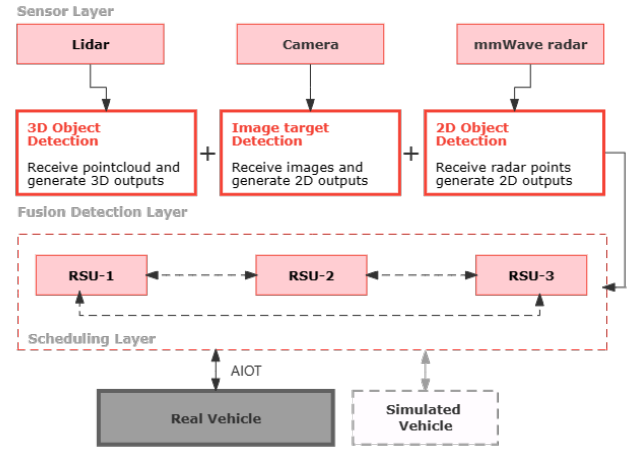 Sensor Layer
Lidar
Camera
mmWave radar
3D Object
Detection
Receive pointcloud and
generate 3D outputs
+
Image target
Detection
Receive images and
generate 2D outputs
+
2D Object
Detection
Receive radar points
generate 2D outputs
Fusion Detection Layer
RSU-1
RSU-2
RSU-3
Scheduling Layer
AIOT
Real Vehicle
Simulated
Vehicle